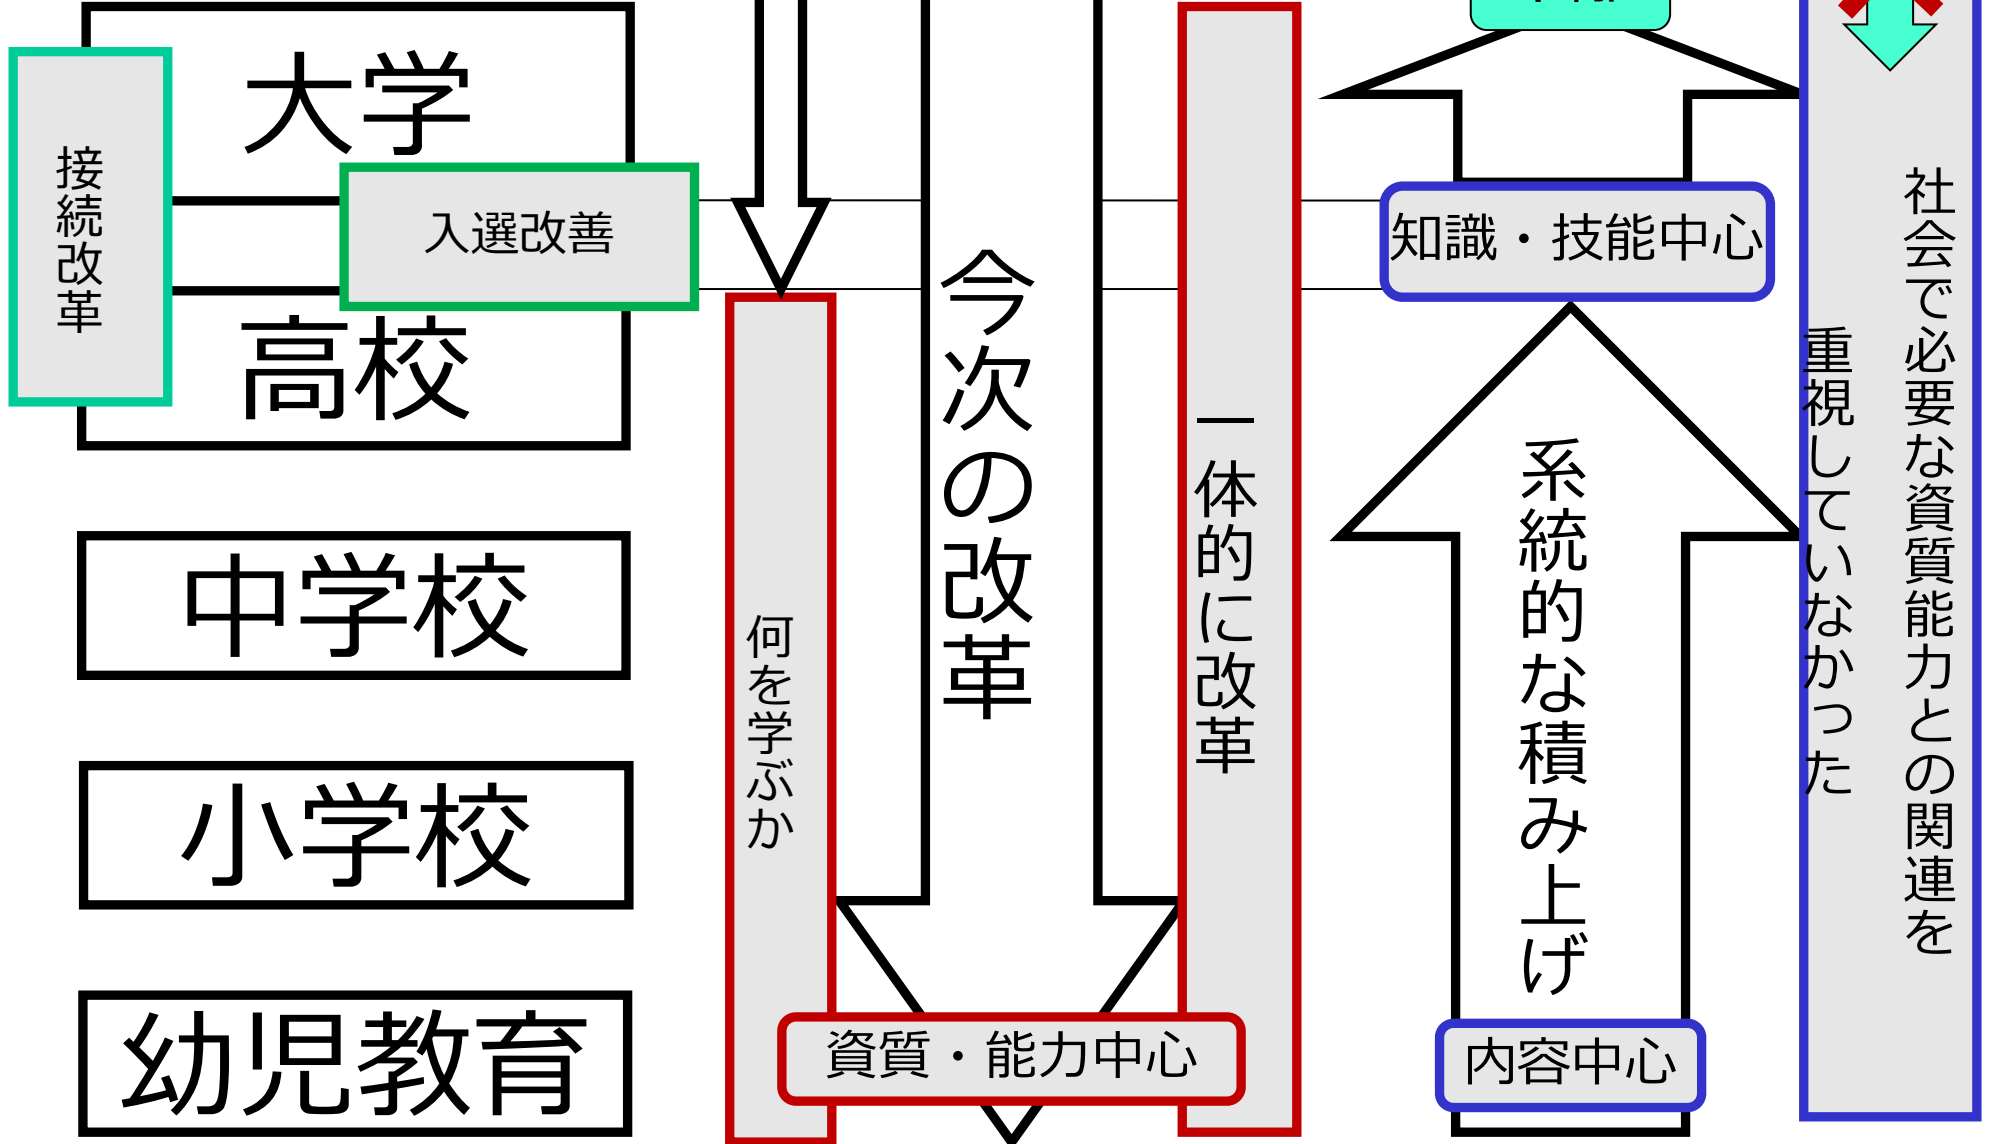 大学
接続改革
入選改善
高校
中学校
小学校
幼児教育
何を学ぶか
今次の改革
一体的に改革
資質・能力中心
知識・技能中心
系統的な積み上げ
内容中心
社会で必要な資質能力との関連を
重視していなかった